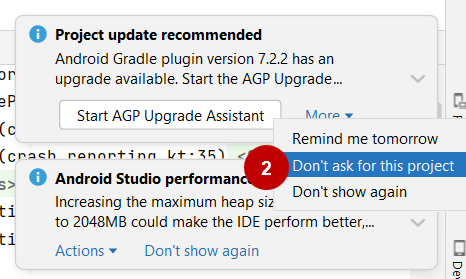 Project update recommended
Android Gradle plugin version 7.2.2 has an
upgrade available. Start the AGP Upgrade...
Start AGP Upgrade Assistant
More
Remind me tomorrow
2
Don't ask for this project
Don't show again
(crash reporting.kt:35)
Android Studio performance
Increasing the maximum heap siz
to 2048MB could make the IDE perform better,...
Actions
Don't show again